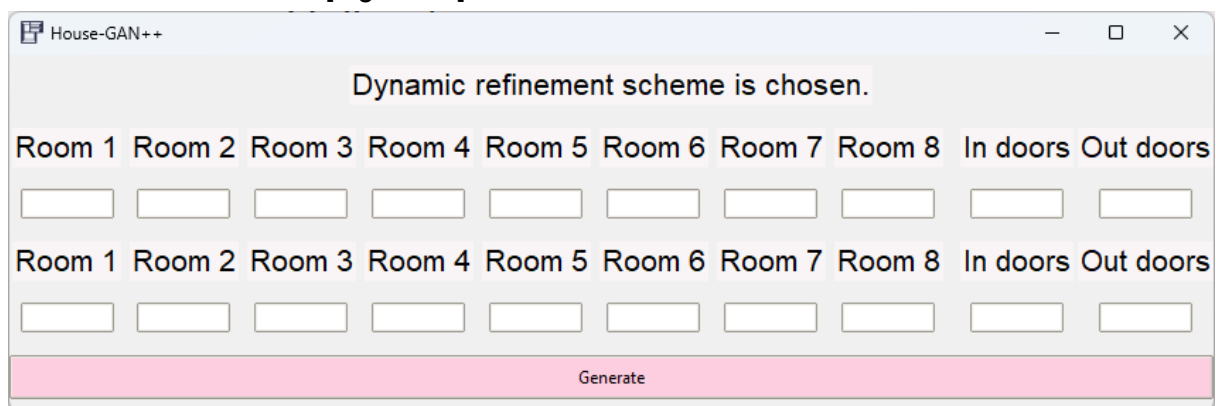 House-GAN++
Dynamic refinement scheme is chosen.
Room 1 Room 2 Room 3 Room 4 Room 5 Room 6 Room 7 Room 8 In doors Out doors
Room 1 Room 2 Room 3 Room 4 Room 5 Room 6 Room 7 Room 8 In doors Out doors
Generate